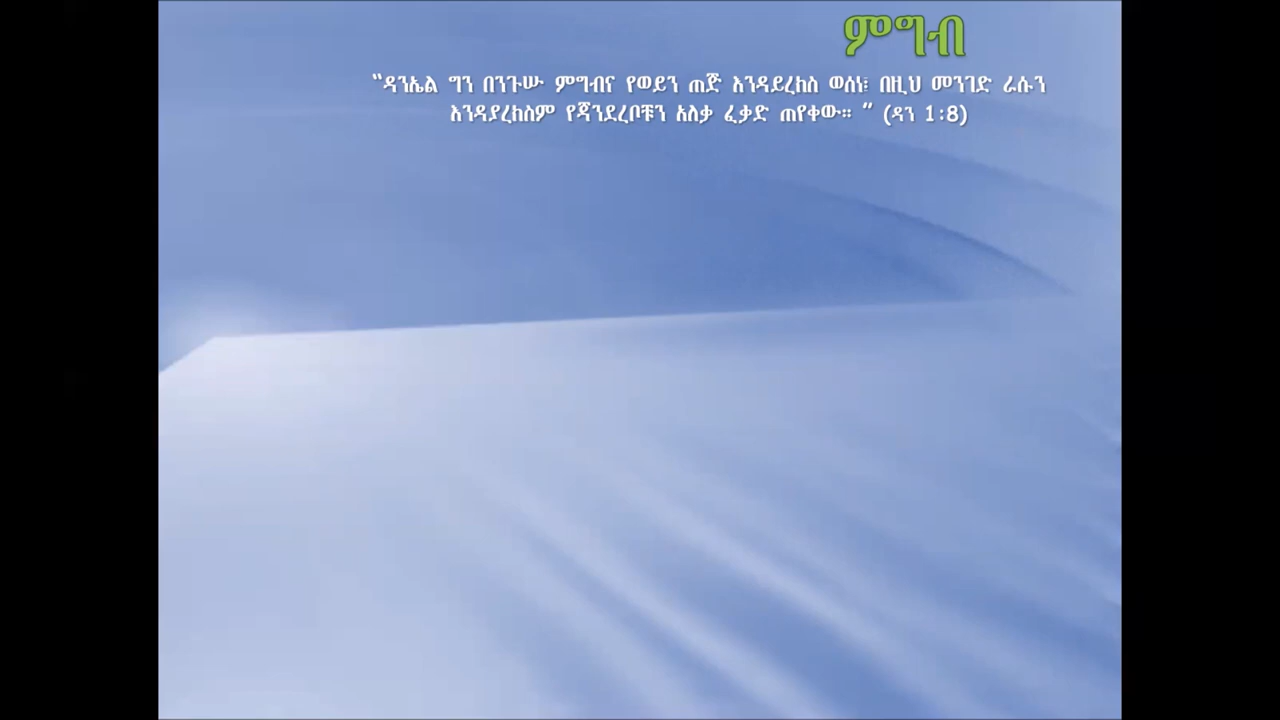 ምግብ
“ዳንኤል ግን በንጉሡ ምግብና የወይን ጠጅ እንዳይረከስ ወሰነ፤ በዚህ መንገድ ራሱን
እንዳያረክስም የጃንደረቦቹን አለቃ ፈቃድ ጠየቀው። ” (ዳን 1:8)